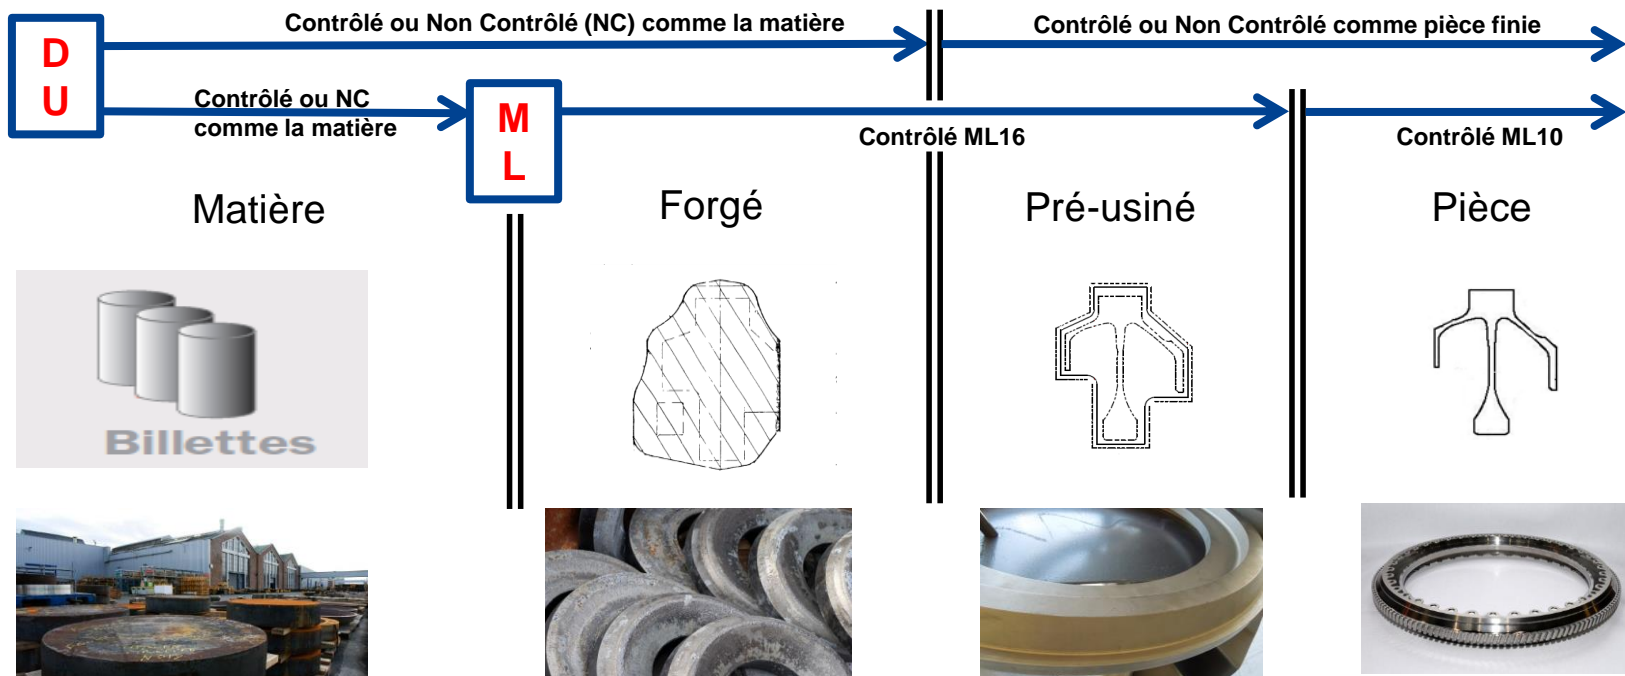 Contrôlé ou Non Contrôlé (NC) comme la matière
Contrôlé ou Non Contrôlé comme pièce finie
D
U
Contrôlé ou NC
comme la matière
M
L
Contrôlé ML16
Contrôlé ML10
Matière
Forgé
Pré-usiné
Pièce
Billettes